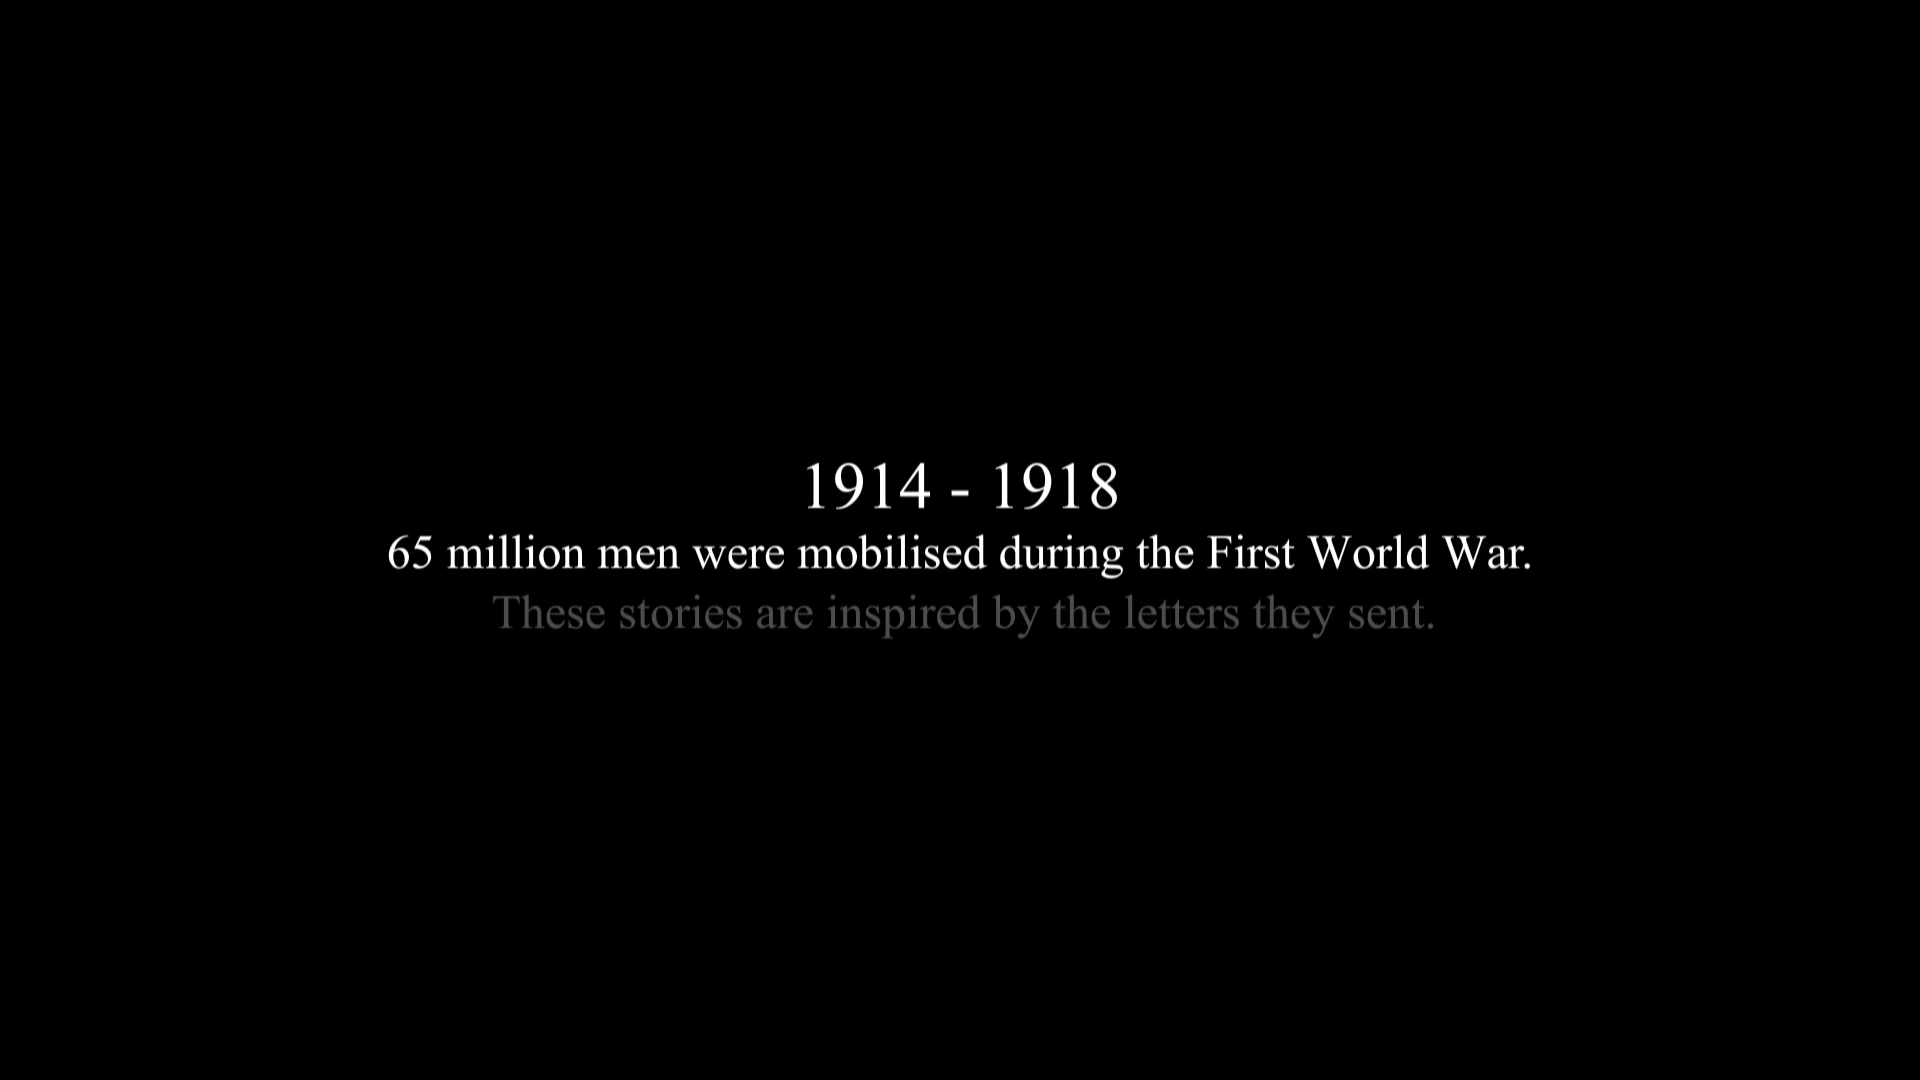 1914 - 1918
65 million men were mobilised during the First World War.
These stories are inspired by the letters they sent.